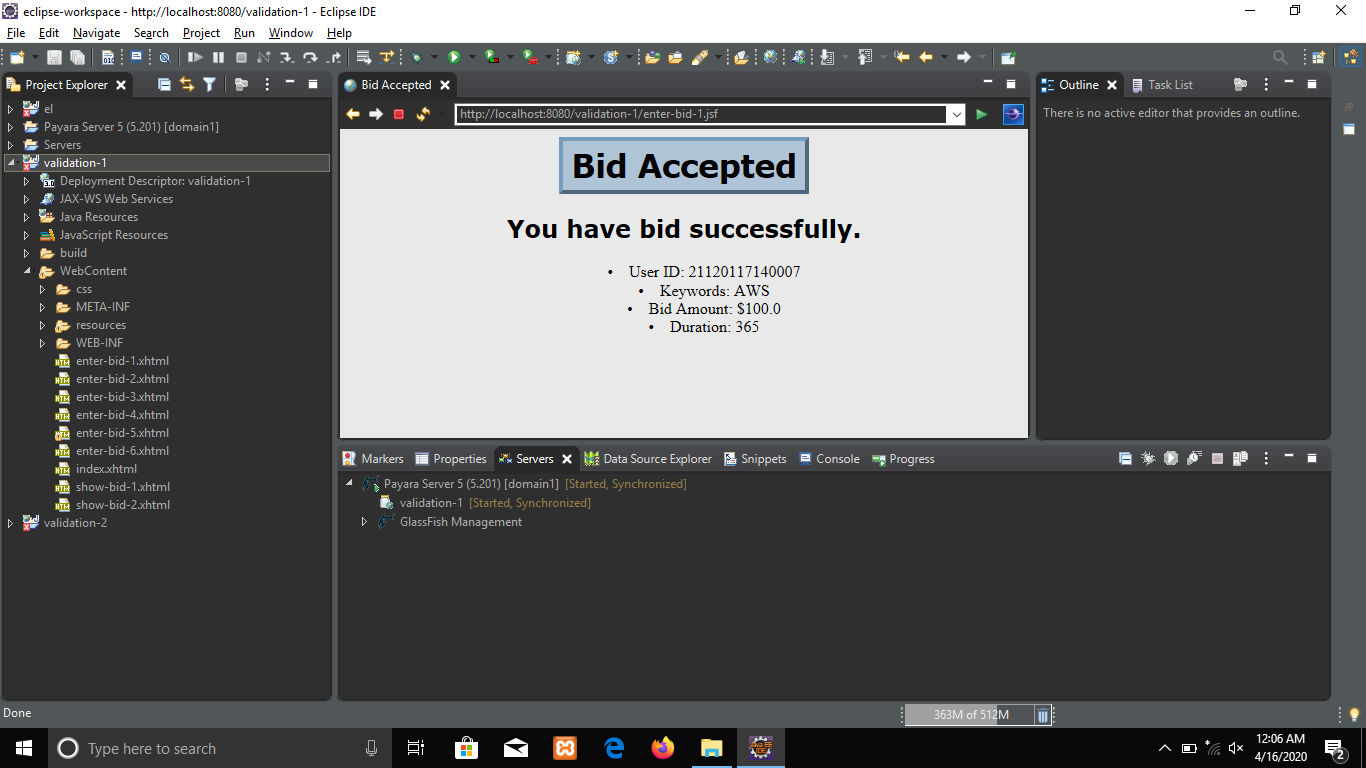 eclipse-workspace - http://localhost:8080/validation-1 - Eclipse IDE
File Edit Navigate Search Project Run Window Help
Project Explorer
el
Payara Server 5 (5.201) [domain1]
Servers
validation-1
Deployment Descriptor: validation-1
JAX-WS Web Services
Java Resources
JavaScript Resources
build
WebContent
css
META-INF
resources
WEB-INF
enter-bid-1.xhtml
enter-bid-2.xhtml
enter-bid-3.xhtml
enter-bid-4.xhtml
enter-bid-5.xhtml
enter-bid-6.xhtml
index.xhtml
show-bid-1.xhtml
show-bid-2.xhtml
validation-2
Bid Accepted
http://localhost:8080/validation-1/enter-bid-1.jsf
Bid Accepted
You have bid successfully.
• User ID: 21120117140007
• Keywords: AWS
• Bid Amount: $100.0
• Duration: 365
Outline Task List
There is no active editor that provides an outline.
Markers Properties Servers Data Source Explorer Snippets Console Progress
Payara Server 5 (5.201) [domain1] [Started, Synchronized]
validation-1 [Started, Synchronized]
GlassFish Management
Done
363M of 512M
Type here to search
12:06 AM
4/16/2020
2